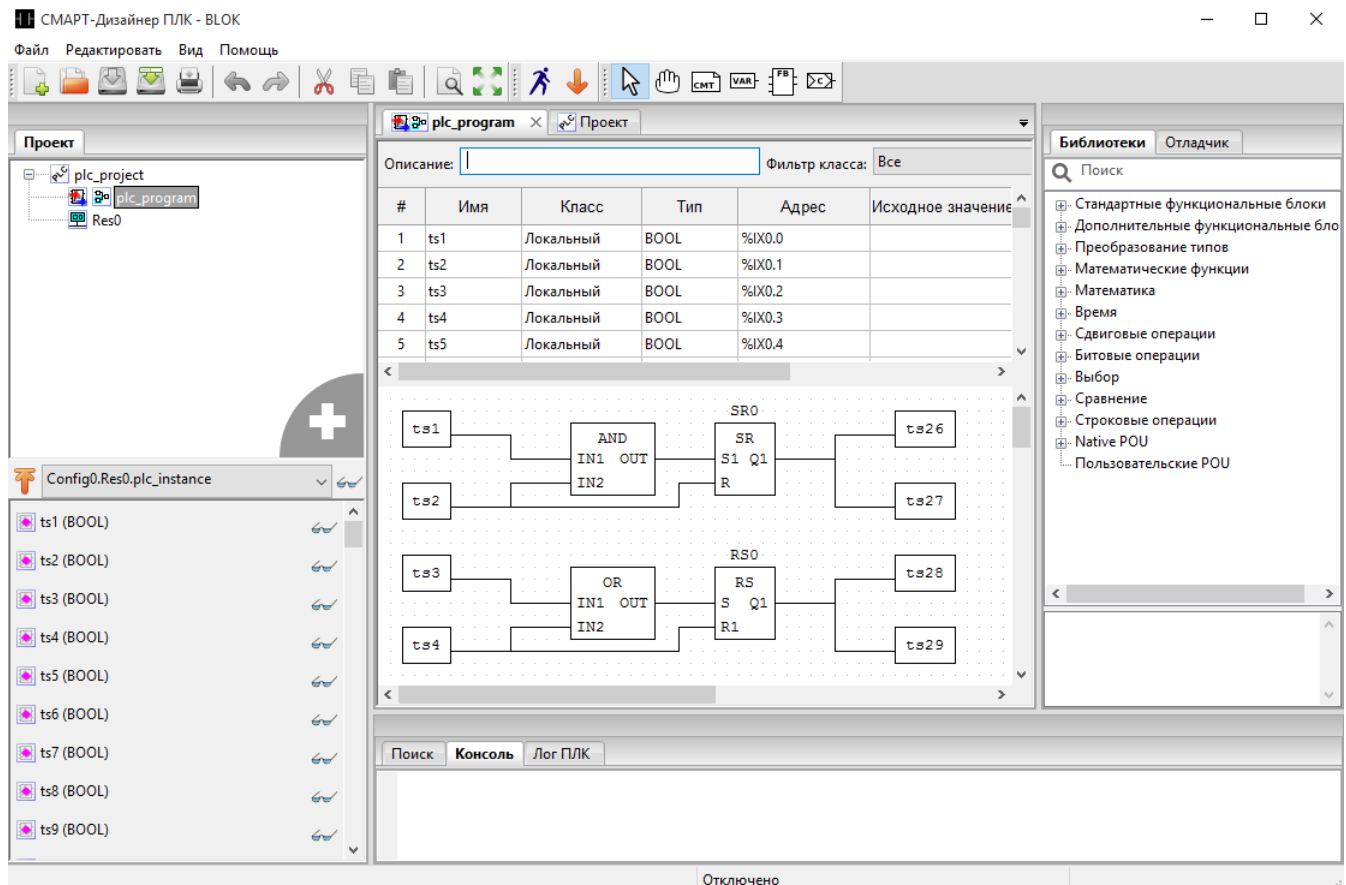 СМАРТ-Дизайнер ПЛК - BLOK
Файл Редактировать Вид Помощь
CMT VAR FB >C>
Проект
plc_project
plc_program
Res0
Config0.Res0.plc_instance
ts1 (BOOL)
ts2 (BOOL)
ts3 (BOOL)
ts4 (BOOL)
ts5 (BOOL)
ts6 (BOOL)
ts7 (BOOL)
ts8 (BOOL)
ts9 (BOOL)
plc_program Проект
Описание: Фильтр класса: Все
# Имя Класс Тип Адрес Исходное значение
1 ts1 Локальный BOOL %IX0.0
2 ts2 Локальный BOOL %IX0.1
3 ts3 Локальный BOOL %IX0.2
4 ts4 Локальный BOOL %IX0.3
5 ts5 Локальный BOOL %IX0.4
SR0
ts1 AND SR ts26
IN1 OUT S1 Q1
IN2 R
ts2 ts27
RS0
ts3 OR RS ts28
IN1 OUT S Q1
IN2 R1
ts4 ts29
Поиск Консоль Лог ПЛК
Библиотеки Отладчик
Поиск
Стандартные функциональные блоки
Дополнительные функциональные бло
Преобразование типов
Математические функции
Математика
Время
Сдвиговые операции
Битовые операции
Выбор
Сравнение
Строковые операции
Native POU
Пользовательские POU
Отключено